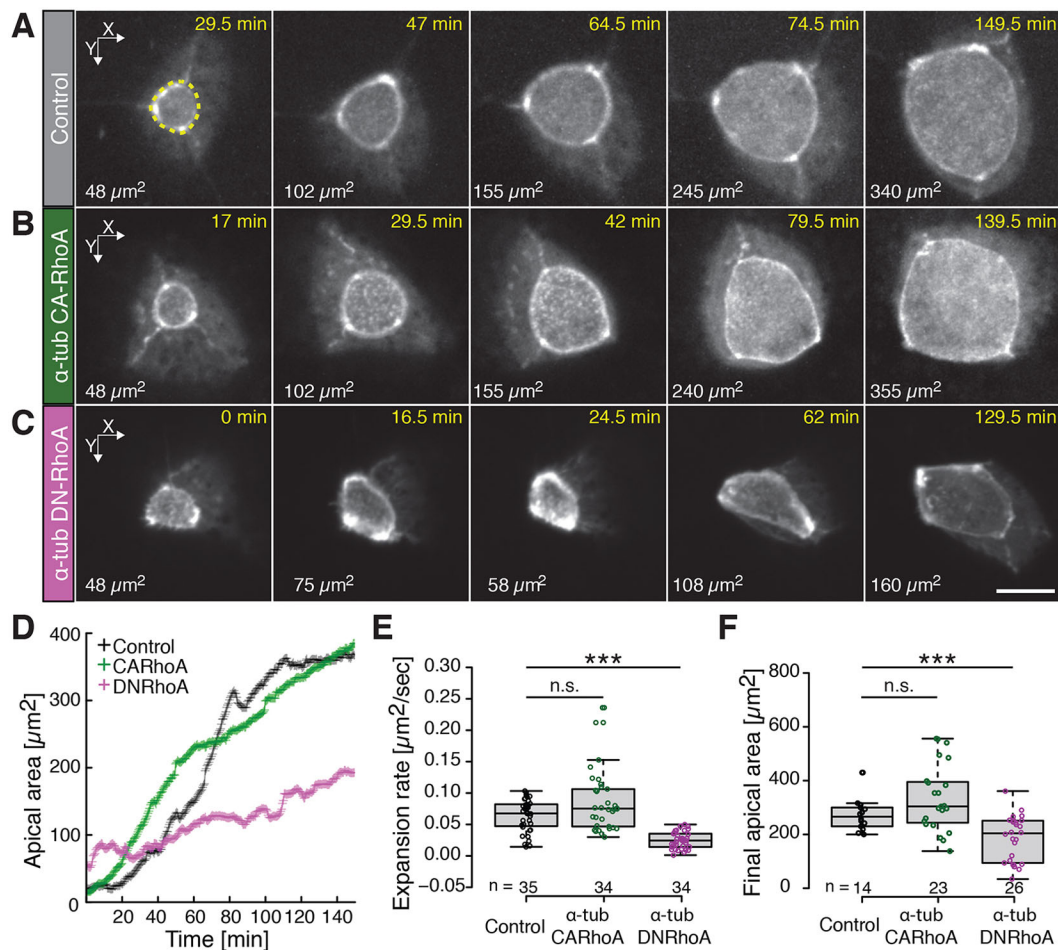 A
Control
X
Y
29.5 min
47 min
64.5 min
74.5 min
149.5 min
48 µm2
102 µm2
155 µm2
245 µm2
340 µm2
B
α-tub CA-RhoA
X
Y
17 min
29.5 min
42 min
79.5 min
139.5 min
48 µm2
102 µm2
155 µm2
240 µm2
355 µm2
C
α-tub DN-RhoA
X
Y
0 min
16.5 min
24.5 min
62 min
129.5 min
48 µm2
75 µm2
58 µm2
108 µm2
160 µm2
D
Apical area [µm2]
400
300
200
100
0
Control
CARhoA
DNRhoA
20 40 60 80 100 120 140
Time [min]
E
Expansion rate [µm2/sec]
0.30
0.25
0.20
0.15
0.10
0.05
0.00
−0.05
***
n.s.
n = 35 34 34
Control
α-tub
CARhoA
α-tub
DNRhoA
F
Final apical area [µm2]
800
600
400
200
0
***
n.s.
n = 14 23 26
Control
α-tub
CARhoA
α-tub
DNRhoA